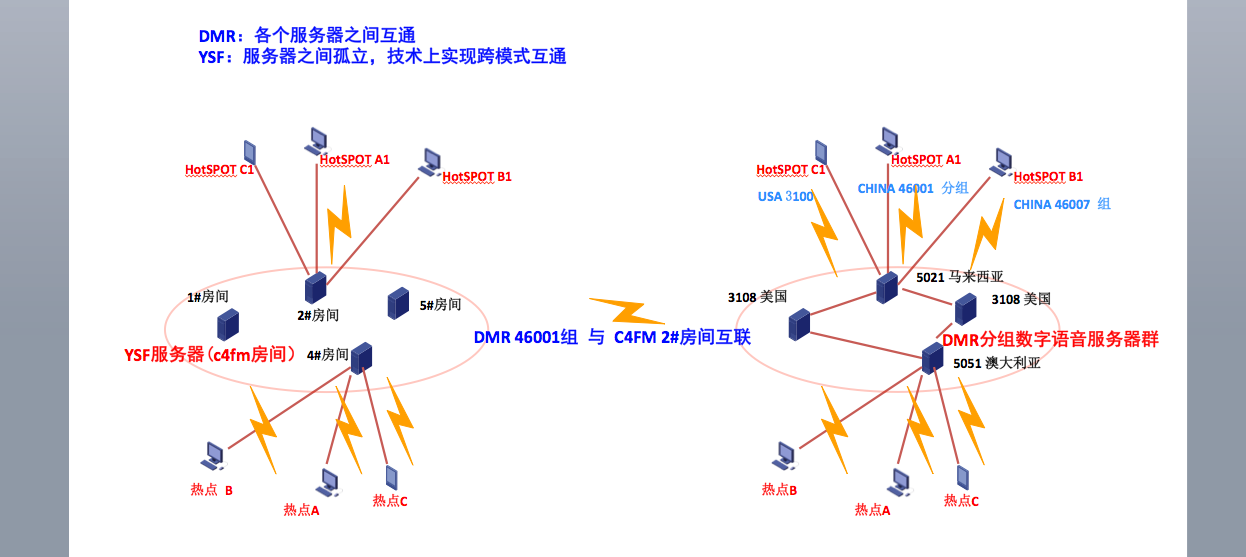 DMR：各个服务器之间互通
YSF：服务器之间孤立，技术上实现跨模式互通
HotSPOT C1
HotSPOT A1
HotSPOT B1
1#房间
2#房间
5#房间
YSF服务器(c4fm房间）
4#房间
热点 B
热点A
热点C
DMR 46001组 与 C4FM 2#房间互联
HotSPOT C1
HotSPOT A1
HotSPOT B1
USA 3100
CHINA 46001 分组
CHINA 46007 组
5021 马来西亚
3108 美国
3108 美国
DMR分组数字语音服务器群
5051 澳大利亚
热点B
热点A
热点C